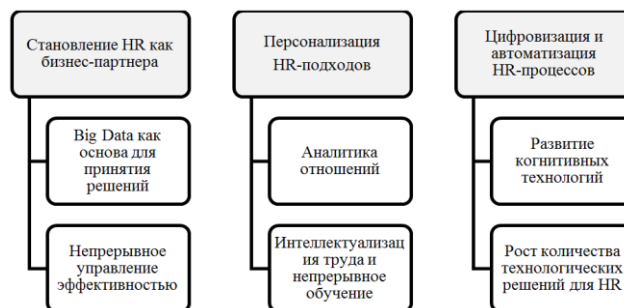 Становление HR как
бизнес-партнера
Big Data как
основа для
принятия
решений
Непрерывное
управление
эффективностью
Персонализация
HR-подходов
Аналитика
отношений
Интеллектуализац
ия труда и
непрерывное
обучение
Цифровизация и
автоматизация
HR-процессов
Развитие
когнитивных
технологий
Рост количества
технологических
решений для HR